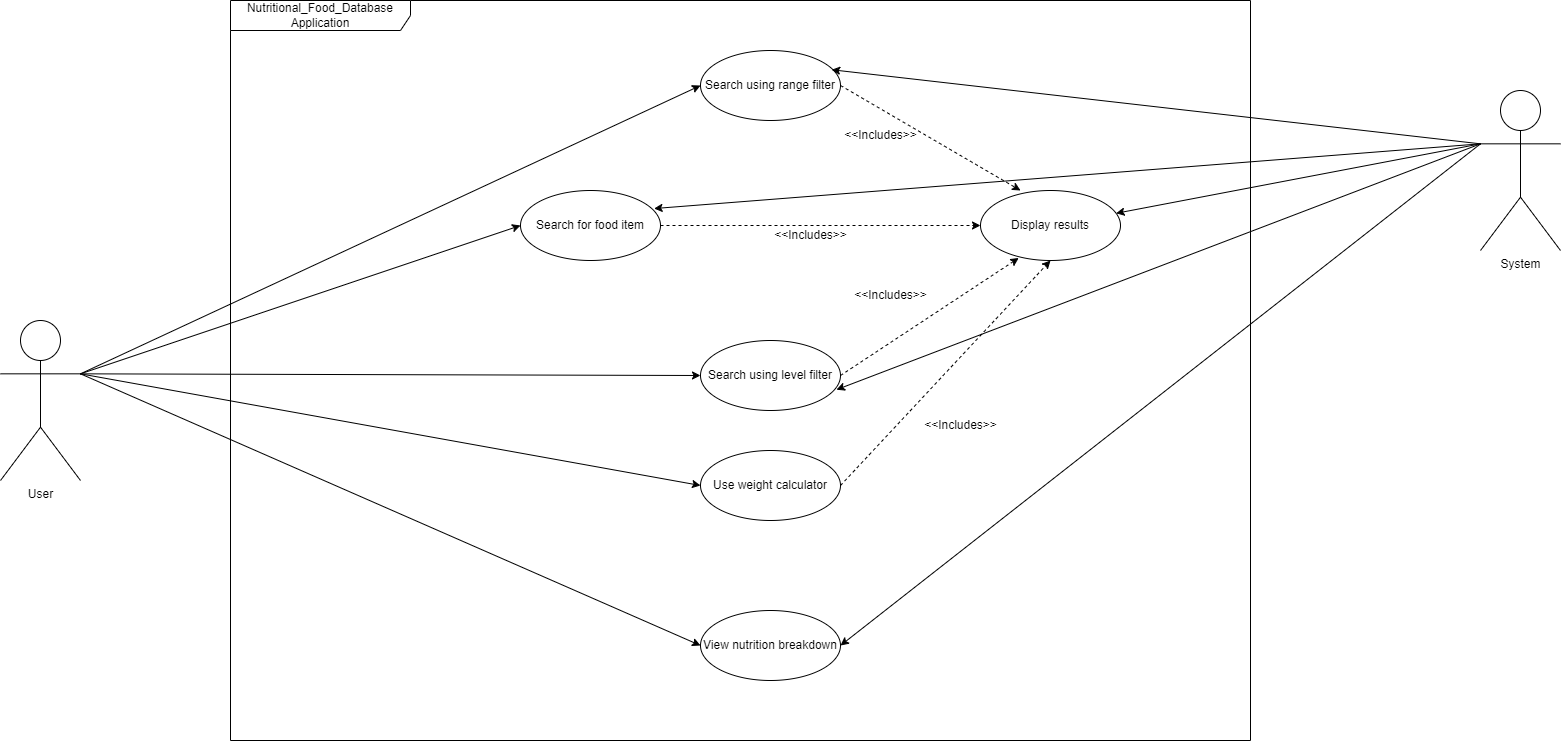 Nutritional_Food_Database
Application
Search using range filter
<<Includes>>
Search for food item
<<Includes>>
Display results
System
<<Includes>>
Search using level filter
<<Includes>>
Use weight calculator
User
View nutrition breakdown